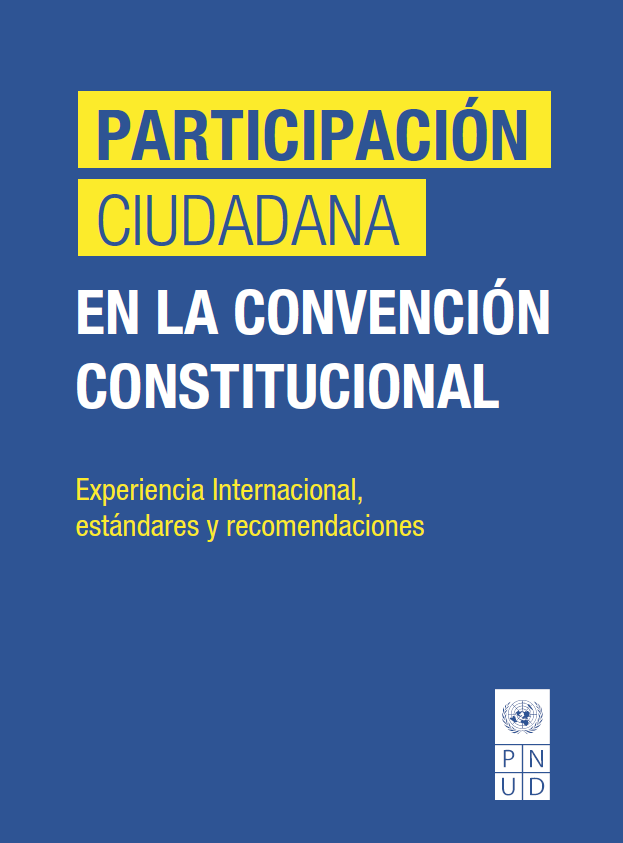 PARTICIPACIÓN
CIUDADANA
EN LA CONVENCIÓN
CONSTITUCIONAL
Experiencia Internacional,
estándares y recomendaciones
P N
U D